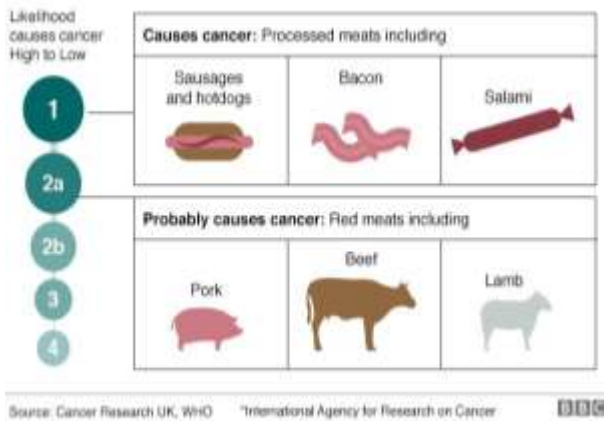 Likelihood
causes cancer
High to Low
1
2a
2b
3
4
Causes cancer: Processed meats including
Sausages
and hotdogs
Bacon
Salami
Probably causes cancer: Red meats including
Pork
Beef
Lamb
Source: Cancer Research UK, WHO
*International Agency for Research on Cancer
BBC